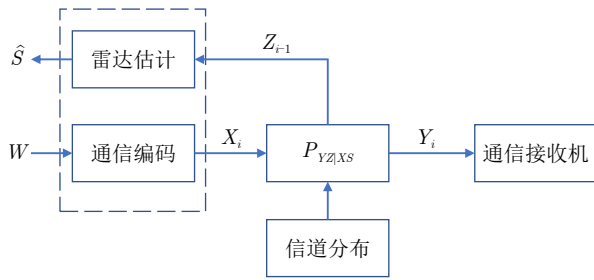 Ŝ
雷达估计
Z_{i-1}
W
通信编码
X_i
P_{YZ|XS}
Y_i
通信接收机
信道分布